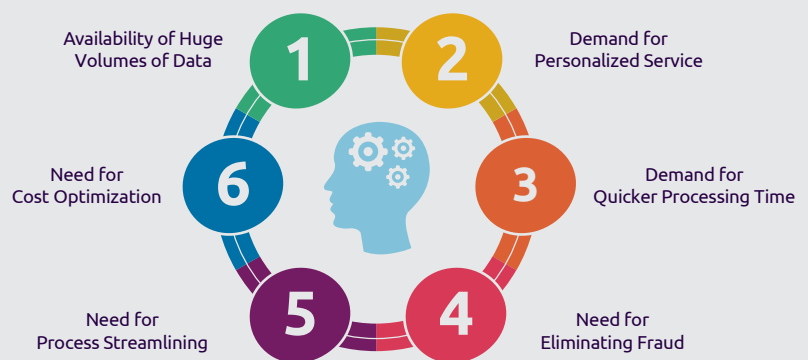 1
Availability of Huge
Volumes of Data
2
Demand for
Personalized Service
3
Demand for
Quicker Processing Time
4
Need for
Eliminating Fraud
5
Need for
Process Streamlining
6
Need for
Cost Optimization